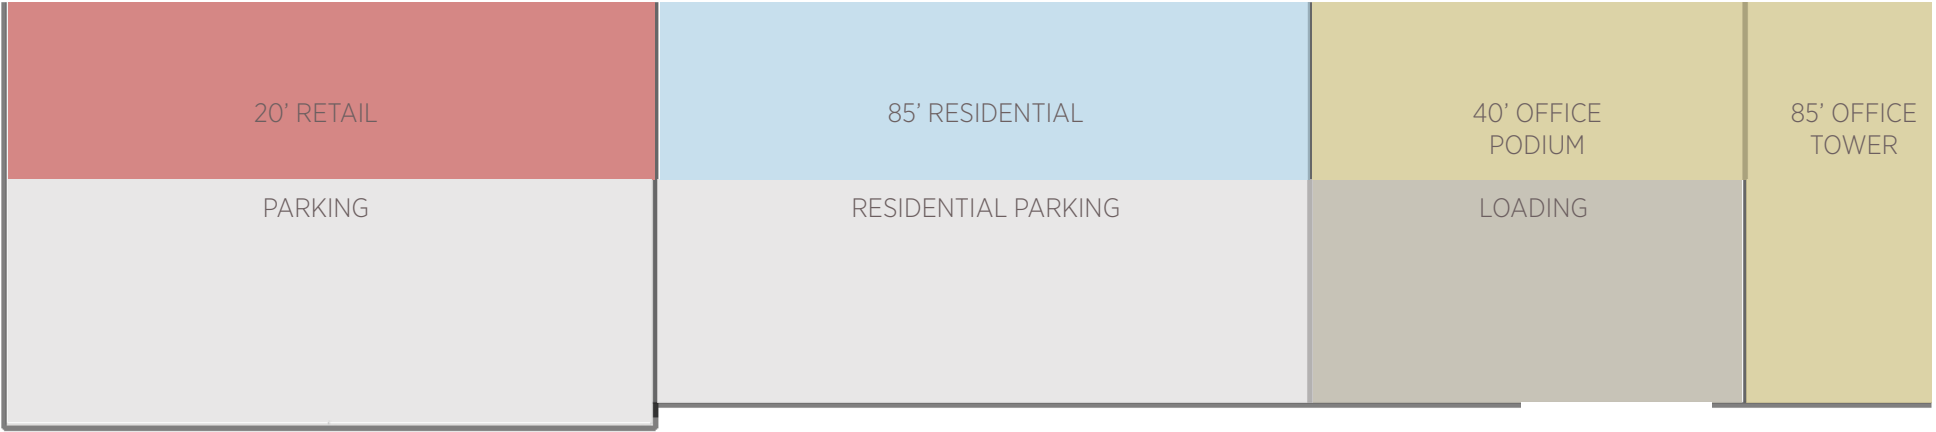 20’ RETAIL
85’ RESIDENTIAL
40’ OFFICE
PODIUM
85’ OFFICE
TOWER
PARKING
RESIDENTIAL PARKING
LOADING